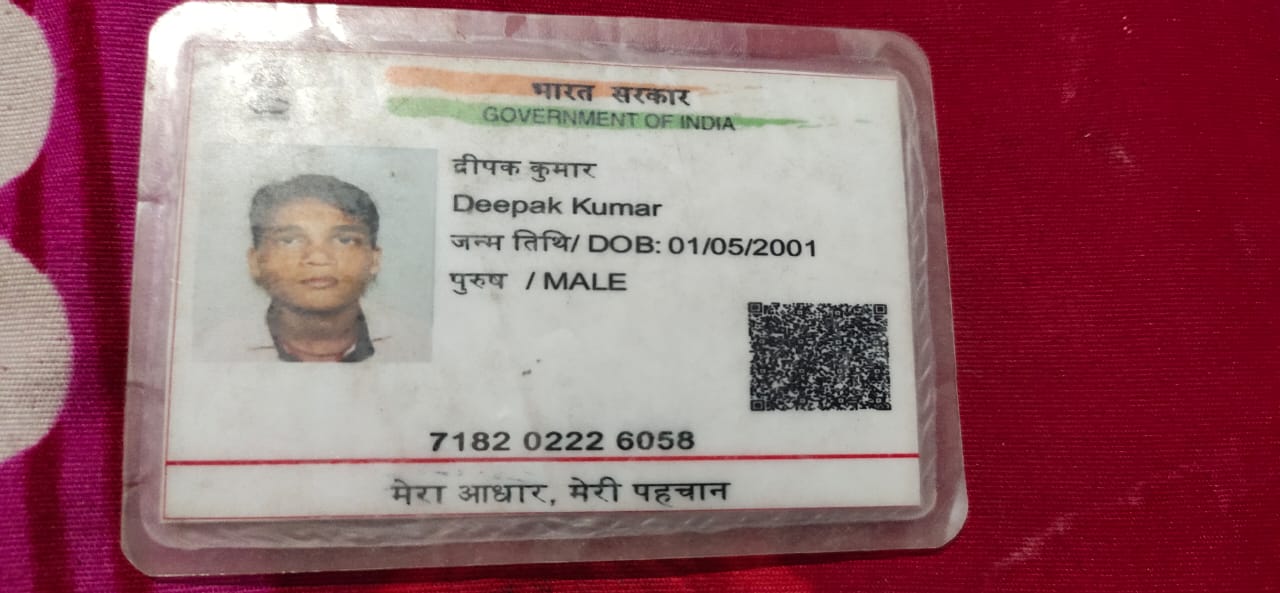 भारत सरकार
GOVERNMENT OF INDIA
दीपक कुमार
Deepak Kumar
जन्म तिथि/ DOB: 01/05/2001
पुरुष / MALE
7182 0222 6058
मेरा आधार, मेरी पहचान